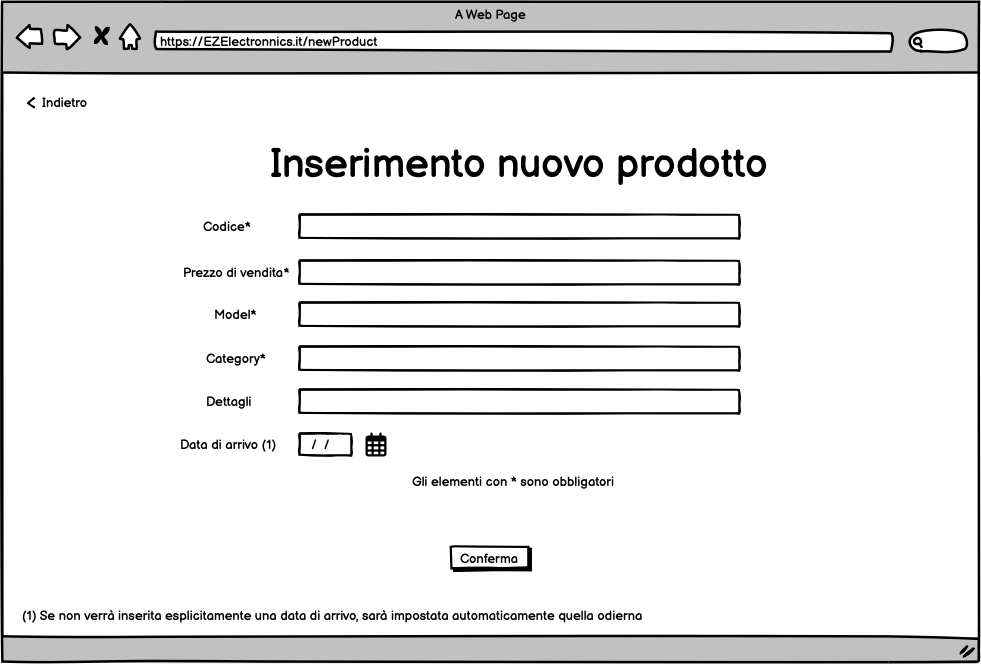 A Web Page
https://EZElectronnics.it/newProduct
Indietro
Inserimento nuovo prodotto
Codice*
Prezzo di vendita*
Model*
Category*
Dettagli
Data di arrivo (1)
/ /
Gli elementi con * sono obbligatori
Conferma
(1) Se non verrà inserita esplicitamente una data di arrivo, sarà impostata automaticamente quella odierna